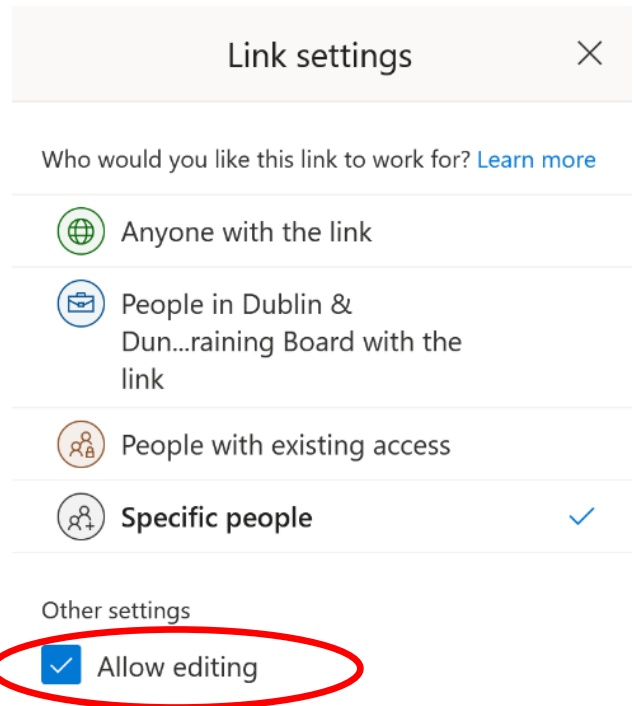 Link settings
Who would you like this link to work for? Learn more
Anyone with the link
People in Dublin &
Dun...raining Board with the
link
People with existing access
Specific people
Other settings
Allow editing